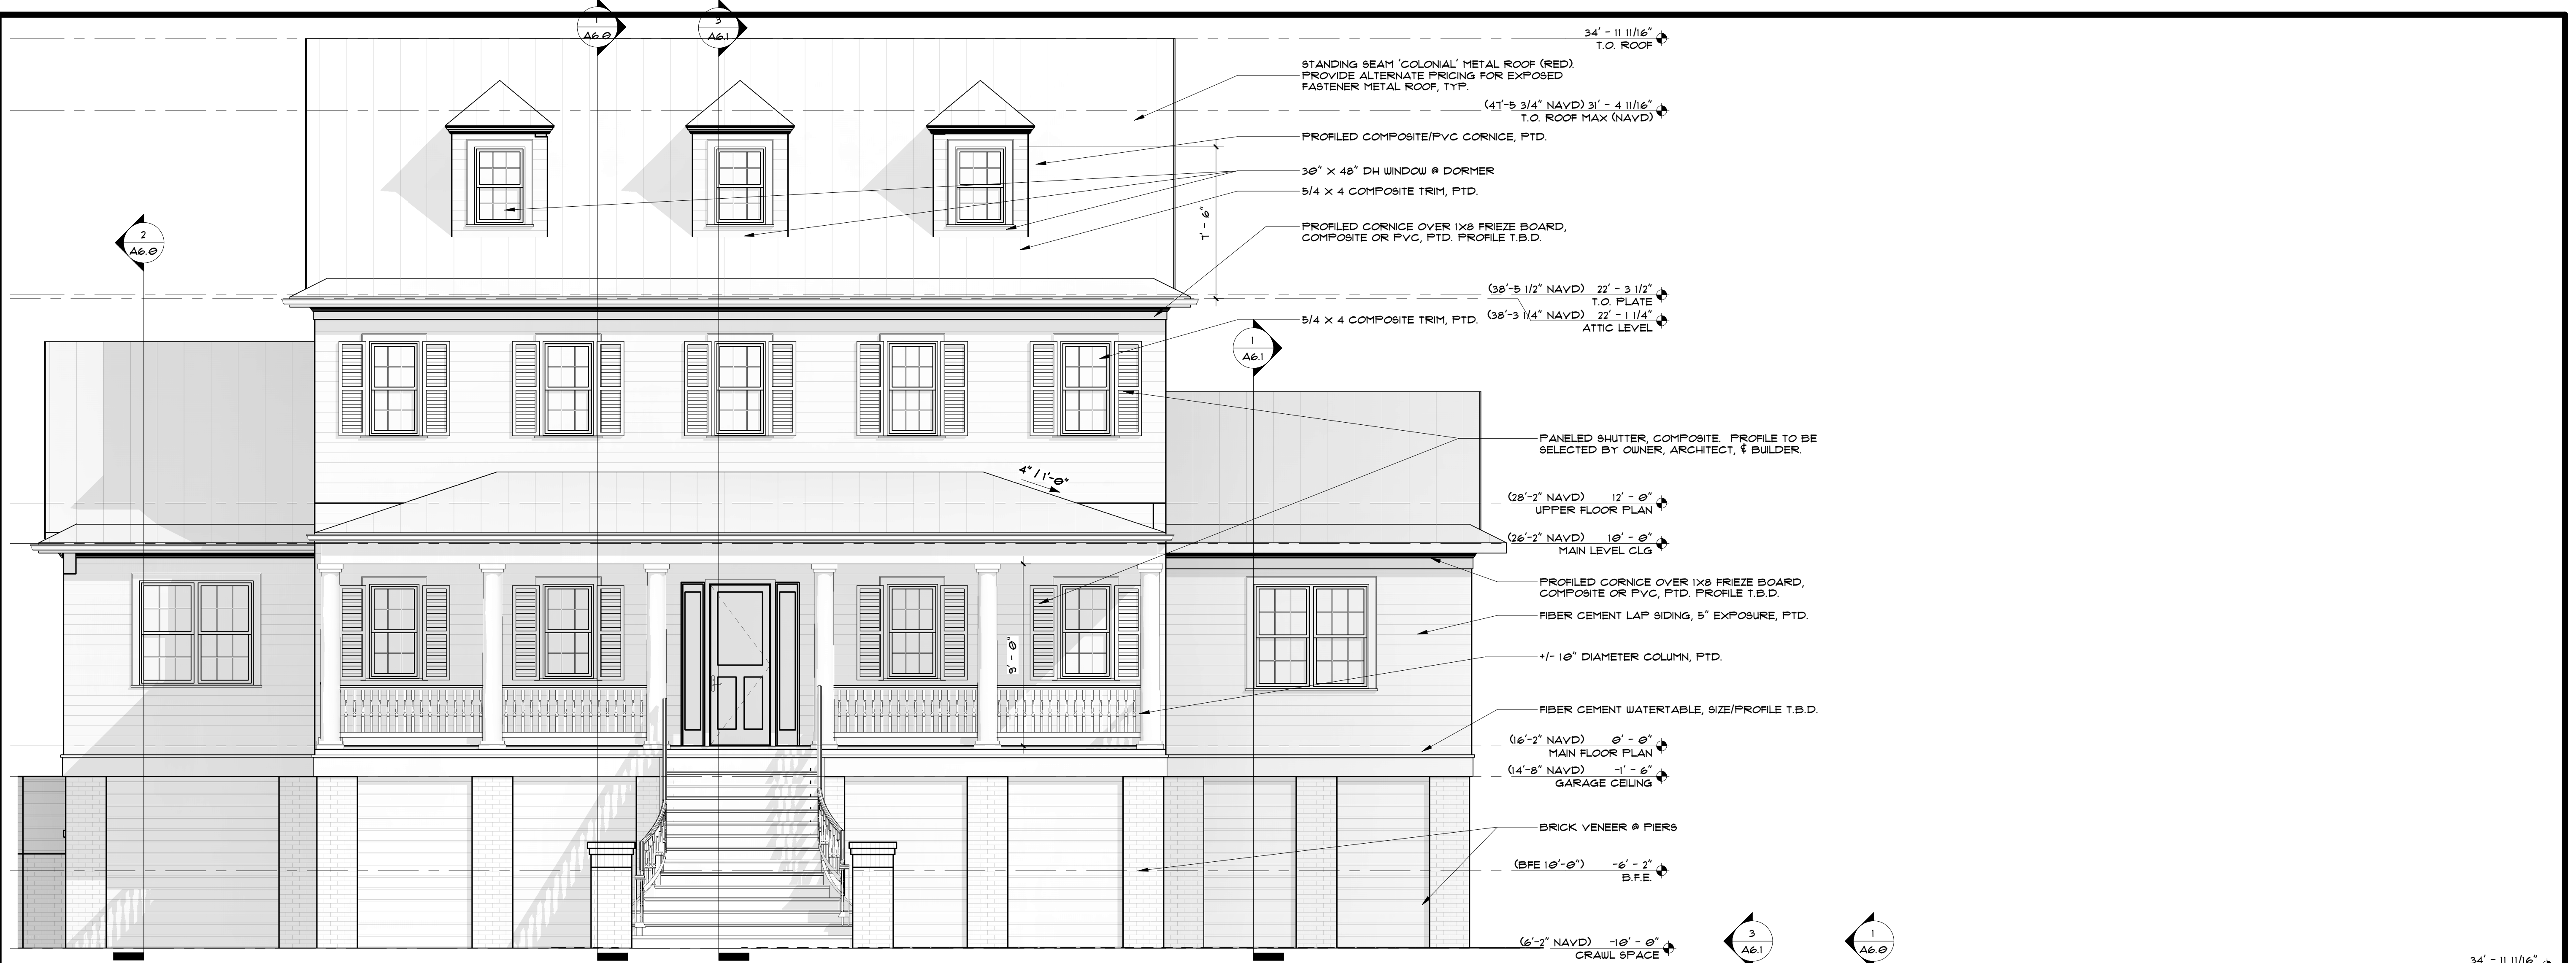 1
A6.0
3
A6.1
34' - 11 11/16"
T.O. ROOF
STANDING SEAM 'COLONIAL' METAL ROOF (RED).
PROVIDE ALTERNATE PRICING FOR EXPOSED
FASTENER METAL ROOF, TYP.
(47'-5 3/4" NAVD) 31' - 4 11/16"
T.O. ROOF MAX (NAVD)
PROFILED COMPOSITE/PVC CORNICE, PTD.
30" X 48" DH WINDOW @ DORMER
5/4 X 4 COMPOSITE TRIM, PTD.
7' - 6"
2
A6.0
PROFILED CORNICE OVER 1X8 FRIEZE BOARD,
COMPOSITE OR PVC, PTD. PROFILE T.B.D.
(38'-5 1/2" NAVD) 22' - 3 1/2"
T.O. PLATE
5/4 X 4 COMPOSITE TRIM, PTD.
(38'-3 1/4" NAVD) 22' - 1 1/4"
ATTIC LEVEL
1
A6.1
PANELED SHUTTER, COMPOSITE. PROFILE TO BE
SELECTED BY OWNER, ARCHITECT, & BUILDER.
4" / 1'-0"
(28'-2" NAVD) 12' - 0"
UPPER FLOOR PLAN
(26'-2" NAVD) 10' - 0"
MAIN LEVEL CLG
PROFILED CORNICE OVER 1X8 FRIEZE BOARD,
COMPOSITE OR PVC, PTD. PROFILE T.B.D.
FIBER CEMENT LAP SIDING, 5" EXPOSURE, PTD.
9' - 0"
+/- 10" DIAMETER COLUMN, PTD.
FIBER CEMENT WATERTABLE, SIZE/PROFILE T.B.D.
(16'-2" NAVD) 0' - 0"
MAIN FLOOR PLAN
(14'-8" NAVD) -1' - 6"
GARAGE CEILING
BRICK VENEER @ PIERS
(BFE 10'-0") -6' - 2"
B.F.E.
(6'-2" NAVD) -10' - 0"
CRAWL SPACE
3
A6.1
1
A6.0
34' - 11 11/16"